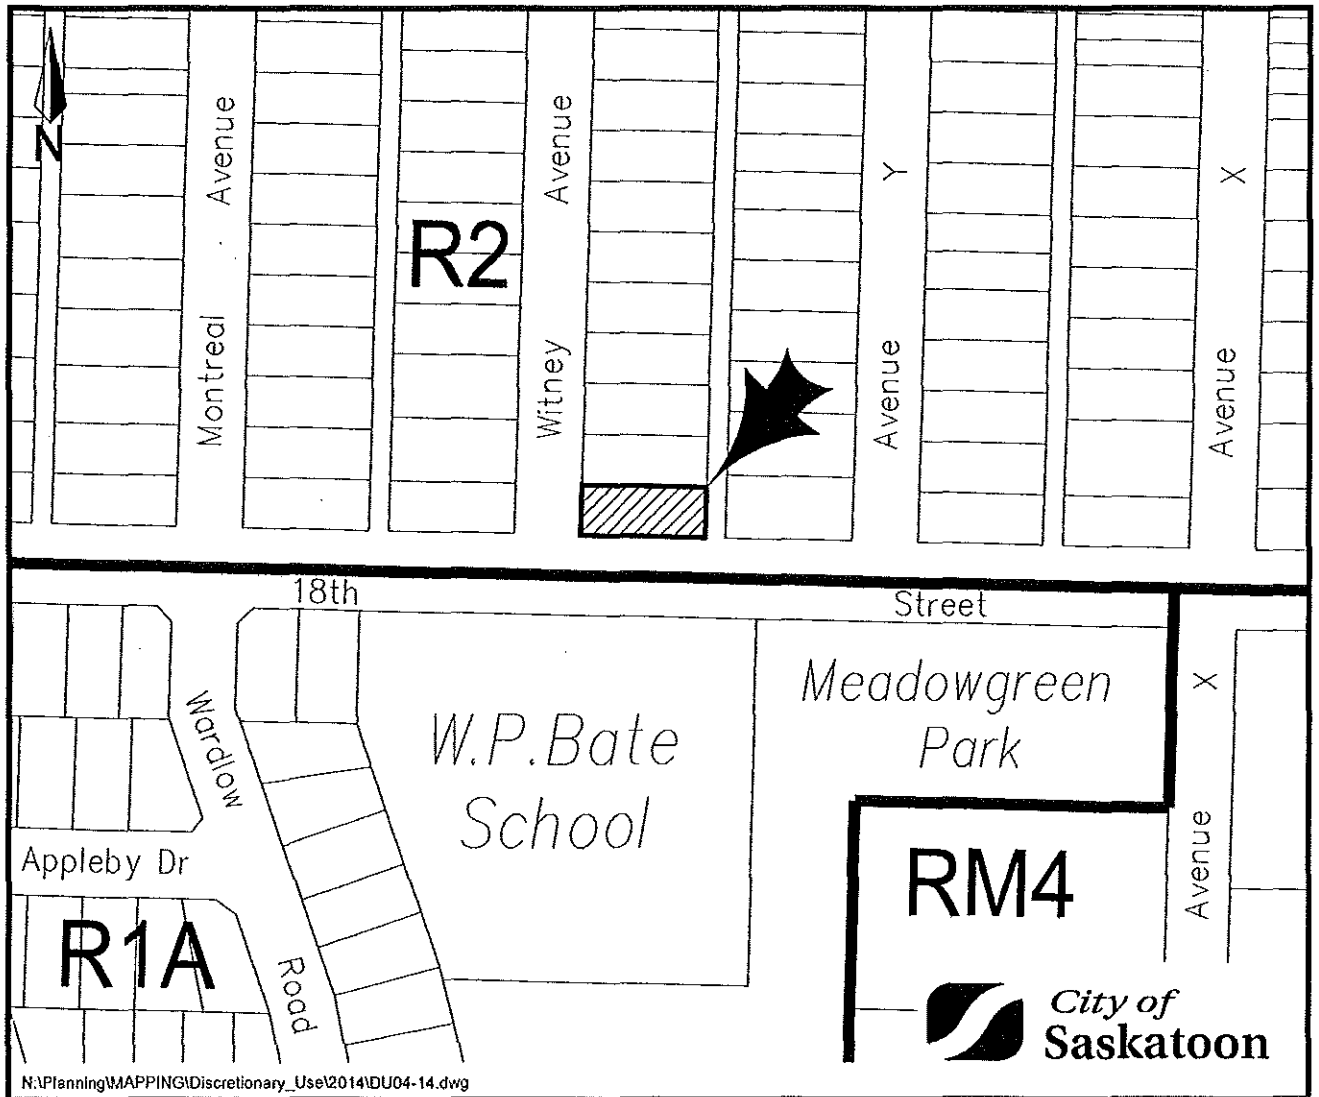 N
Montreal Avenue
R2
Witney Avenue
Avenue Y
Avenue X
18th Street
Wardlow Road
W.P.Bate
School
Meadowgreen
Park
Avenue X
Appleby Dr
R1A
RM4
City of
Saskatoon
N:\Planning\MAPPING\Discretionary_Use\2014\DU04-14.dwg